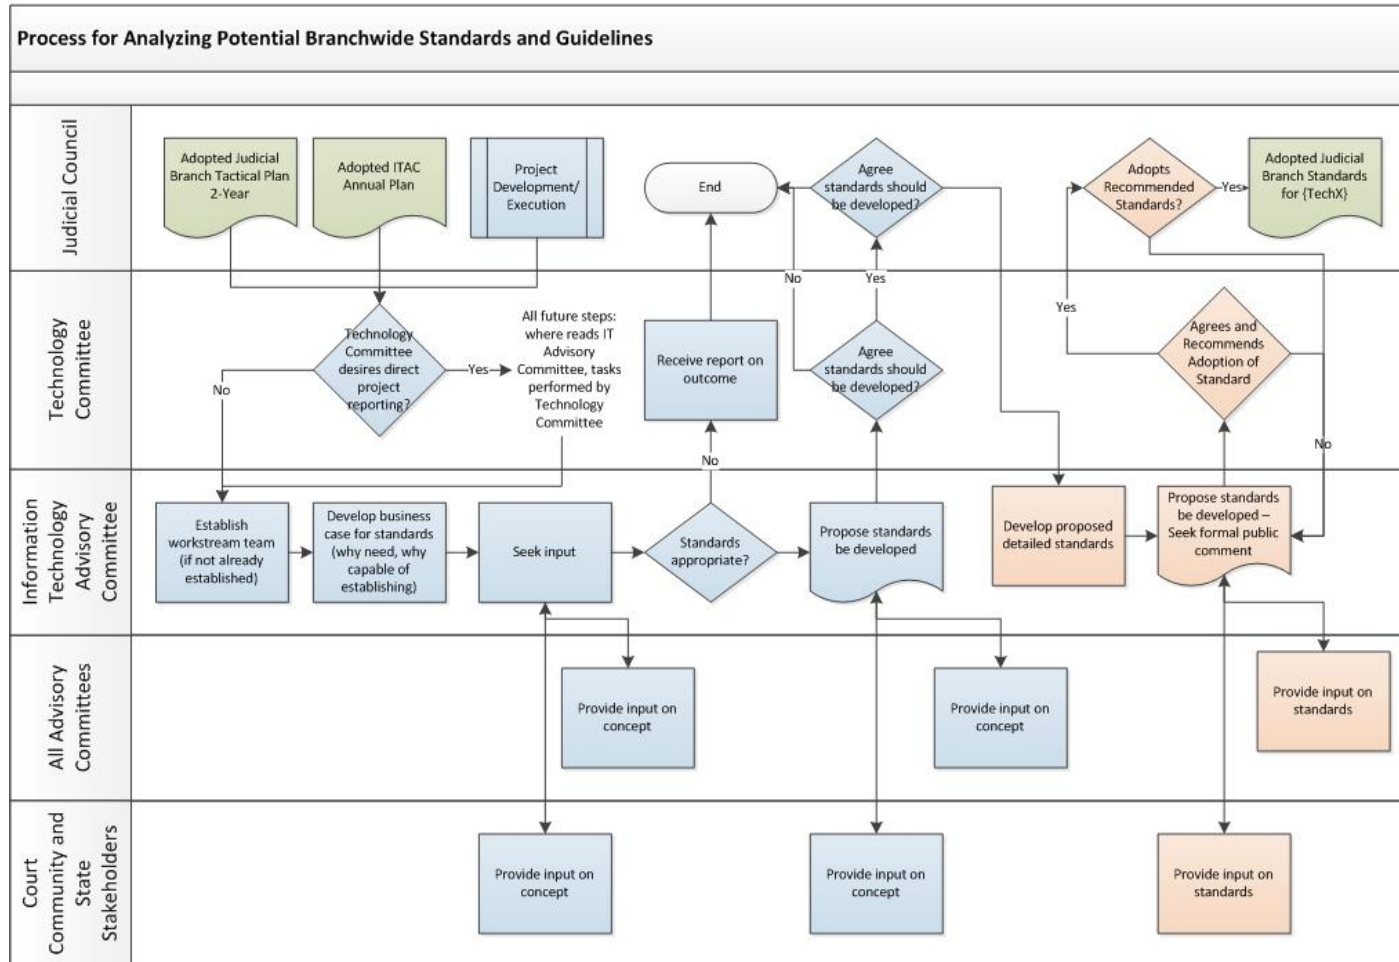 Process for Analyzing Potential Branchwide Standards and Guidelines
Judicial Council
Adopted Judicial
Branch Tactical Plan
2-Year
Adopted ITAC
Annual Plan
Project
Development/
Execution
End
Agree
standards should
be developed?
Adopts
Recommended
Standards?
Yes
Adopted Judicial
Branch Standards
for {TechX}
No
Yes
Technology
Committee
Technology
Committee
desires direct
project
reporting?
Yes
No
All future steps:
where reads IT
Advisory
Committee, tasks
performed by
Technology
Committee
Receive report on
outcome
Agree
standards should
be developed?
Yes
Agrees and
Recommends
Adoption of
Standard
No
No
Information
Technology
Advisory
Committee
Establish
workstream team
(if not already
established)
Develop business
case for standards
(why need, why
capable of
establishing)
Seek input
Standards
appropriate?
Propose standards
be developed
Develop proposed
detailed standards
Propose standards
be developed –
Seek formal public
comment
All Advisory
Committees
Provide input on
concept
Provide input on
concept
Provide input on
standards
Court
Community and
State
Stakeholders
Provide input on
concept
Provide input on
concept
Provide input on
standards